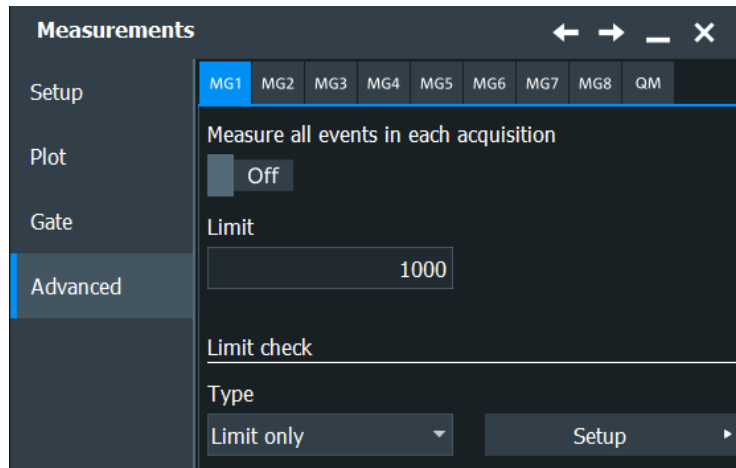 Measurements
Setup
Plot
Gate
Advanced
MG1 MG2 MG3 MG4 MG5 MG6 MG7 MG8 QM
Measure all events in each acquisition
Off
Limit
1000
Limit check
Type
Limit only
Setup